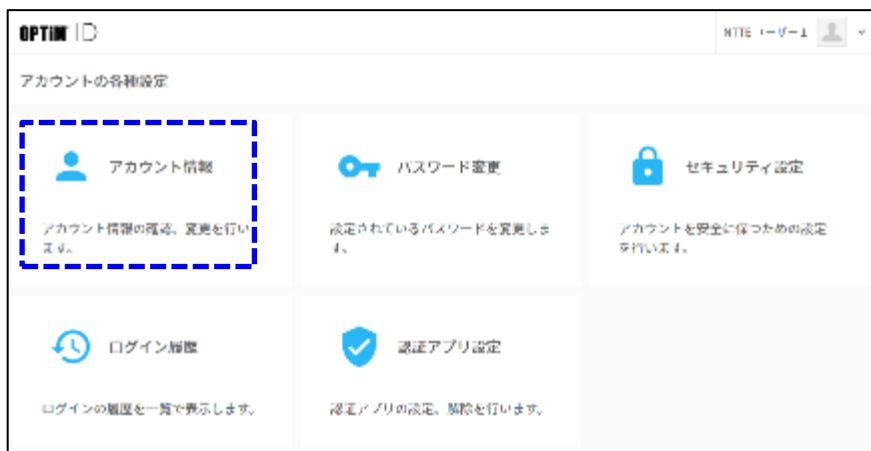 OPTiM ID
NTTE ユーザー1
アカウントの各種設定
アカウント情報
パスワード変更
セキュリティ設定
アカウント情報の確認、変更を行い
ます。
設定されているパスワードを変更しま
す。
アカウントを安全に保つための設定
を行います。
ログイン履歴
認証アプリ設定
ログインの履歴を一覧で表示します。
認証アプリの設定、解除を行います。